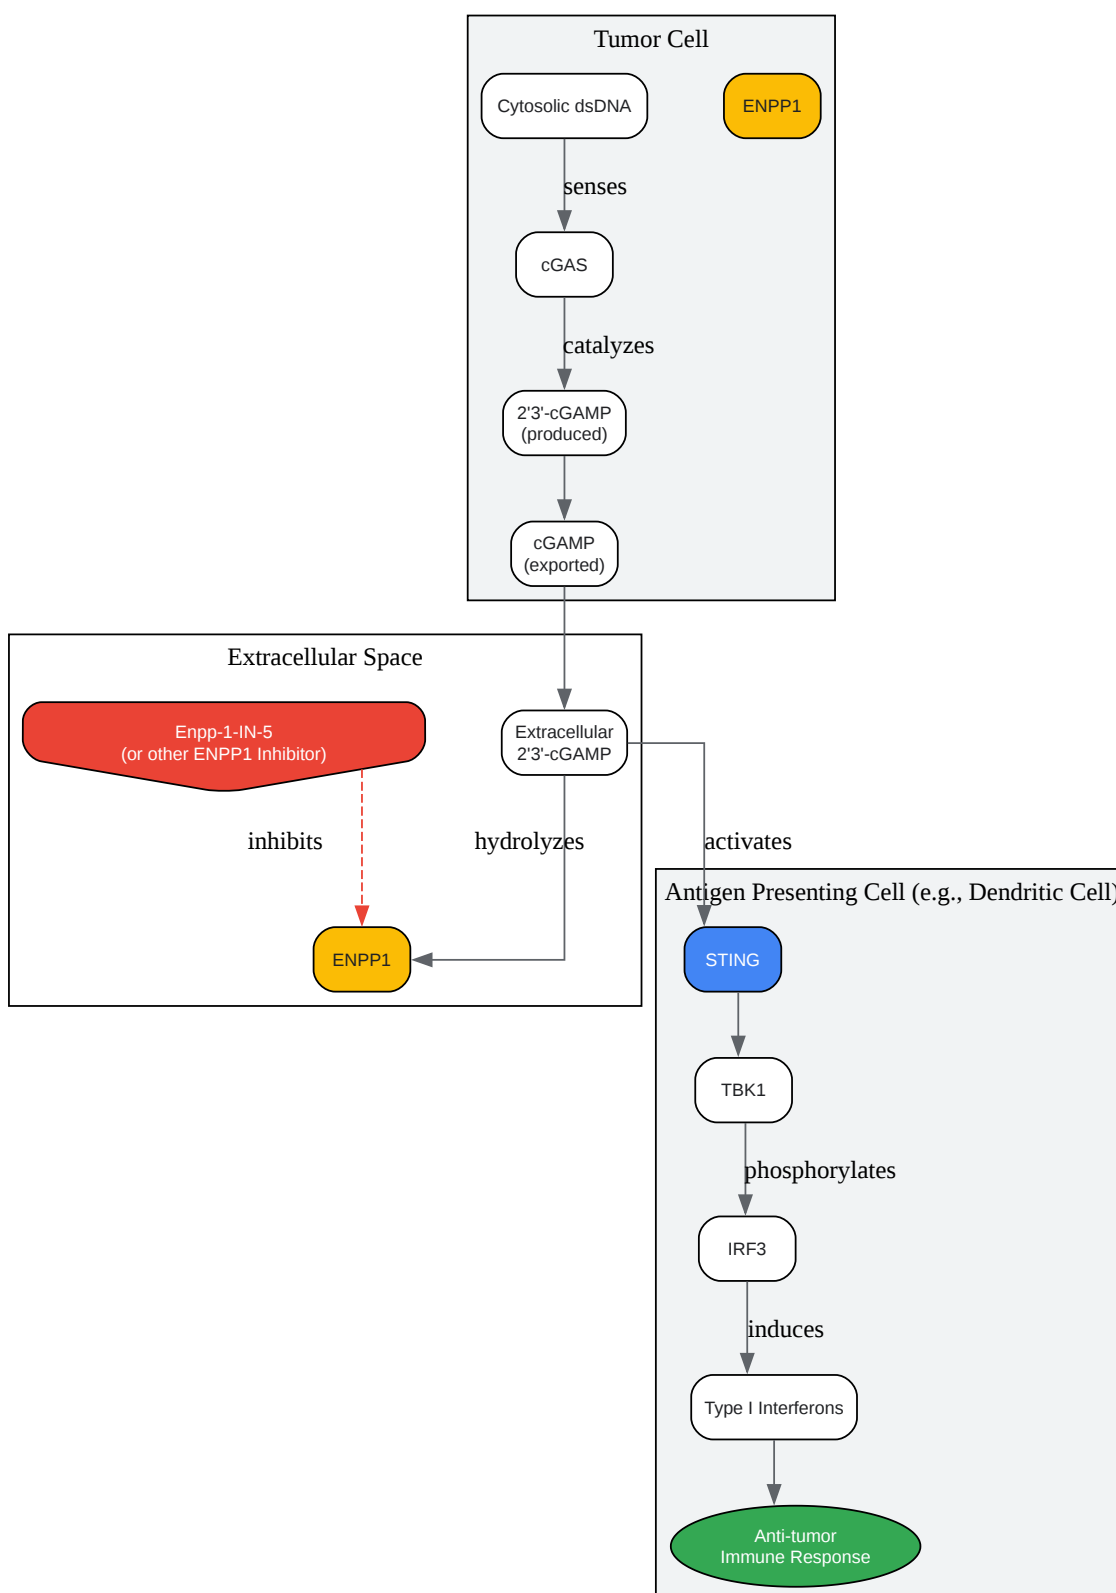 Tumor Cell
Cytosolic dsDNA
ENPP1
senses
cGAS
catalyzes
2'3'-cGAMP
(produced)
cGAMP
(exported)
Extracellular Space
Enpp-1-IN-5
(or other ENPP1 Inhibitor)
Extracellular
2'3'-cGAMP
inhibits
hydrolyzes
activates
Antigen Presenting Cell (e.g., Dendritic Cell)
ENPP1
STING
TBK1
phosphorylates
IRF3
induces
Type I Interferons
Anti-tumor
Immune Response